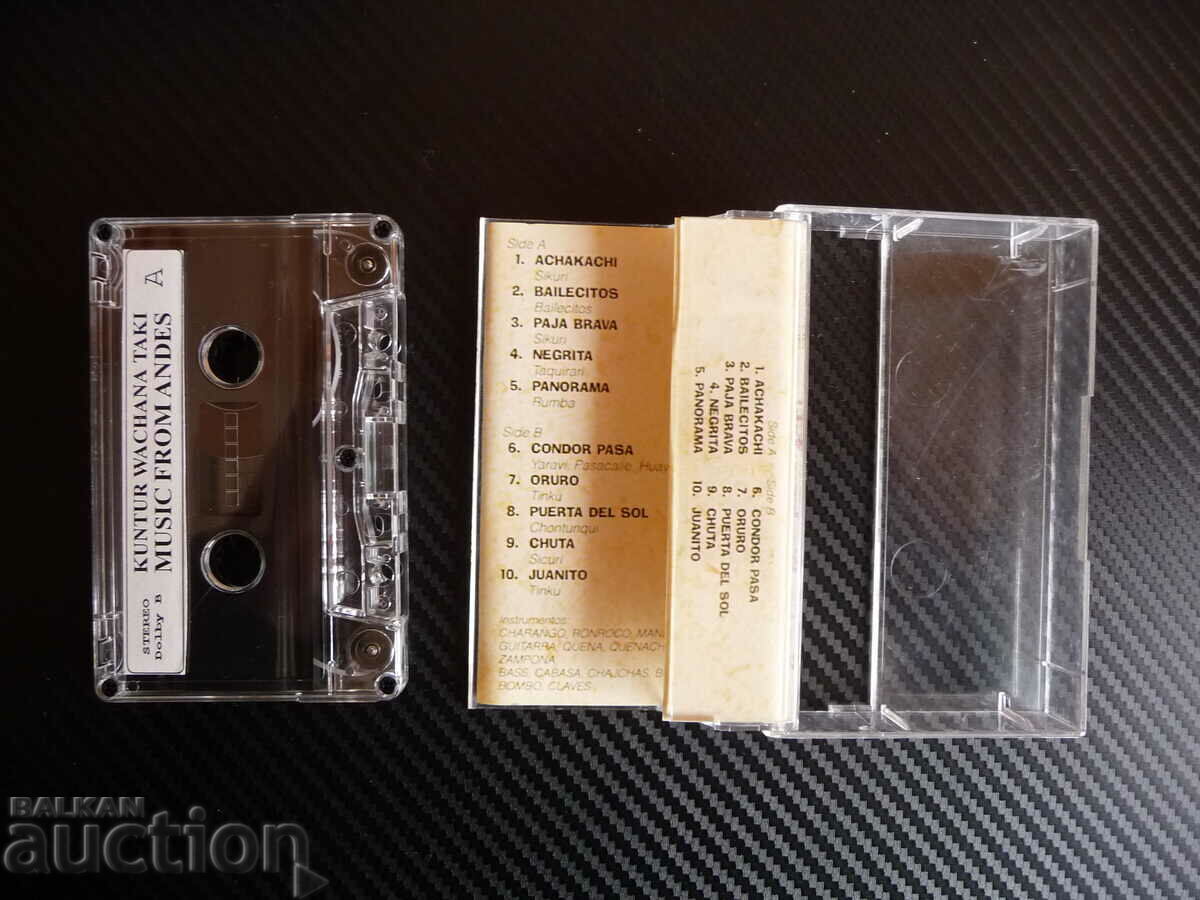 KUNTUR WACHANA TAKI
MUSIC FROM ANDES
A
STEREO
Dolby B
Side A
1. ACHAKACHI
Sikuri
2. BAILECITOS
Bailecitos
3. PAJA BRAVA
Sikuri
4. NEGRITA
Taquirari
5. PANORAMA
Rumba
Side B
6. CONDOR PASA
Yaravi, Pasacalle, Huay
7. ORURO
Tinku
8. PUERTA DEL SOL
Chontunqui
9. CHUTA
Sicuri
10. JUANITO
Tinku
Instrumentos:
CHARANGO, RONROCO, MAN
GUITARRA, QUENA, QUENACH
ZAMPONA
BASS, CABASA, CHAJCHAS, B
BOMBO, CLAVES
Side A
1. ACHAKACHI
2. BAILECITOS
3. PAJA BRAVA
4. NEGRITA
5. PANORAMA
Side B
6. CONDOR PASA
7. ORURO
8. PUERTA DEL SOL
9. CHUTA
10. JUANITO
BALKAN
auction